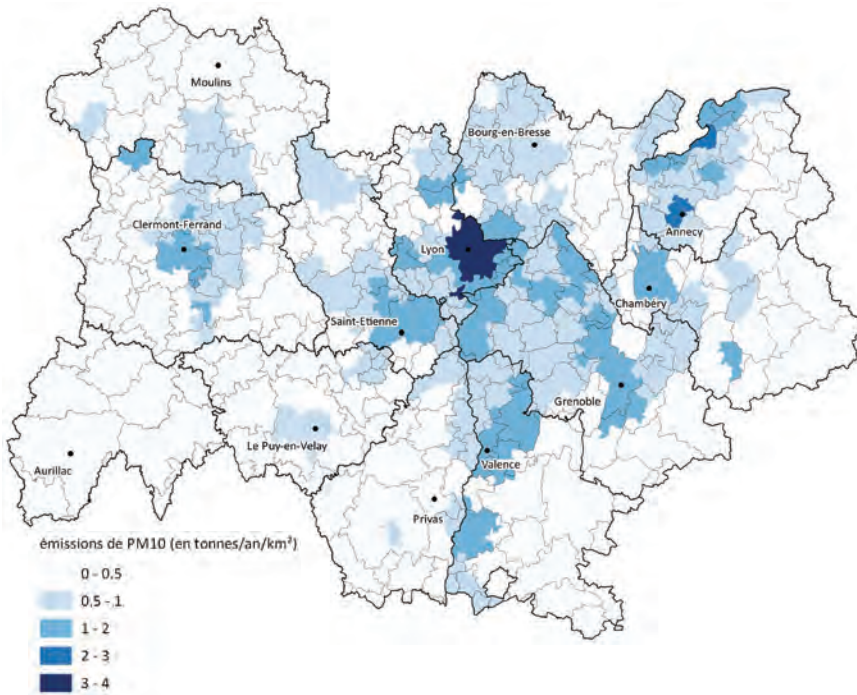 Moulins
Bourg-en-Bresse
Clermont-Ferrand
Lyon
Annecy
Chambéry
Saint-Etienne
Grenoble
Le Puy-en-Velay
Aurillac
Valence
Privas
émissions de PM10 (en tonnes/an/km²)
0 - 0.5
0,5 - 1
1 - 2
2 - 3
3 - 4